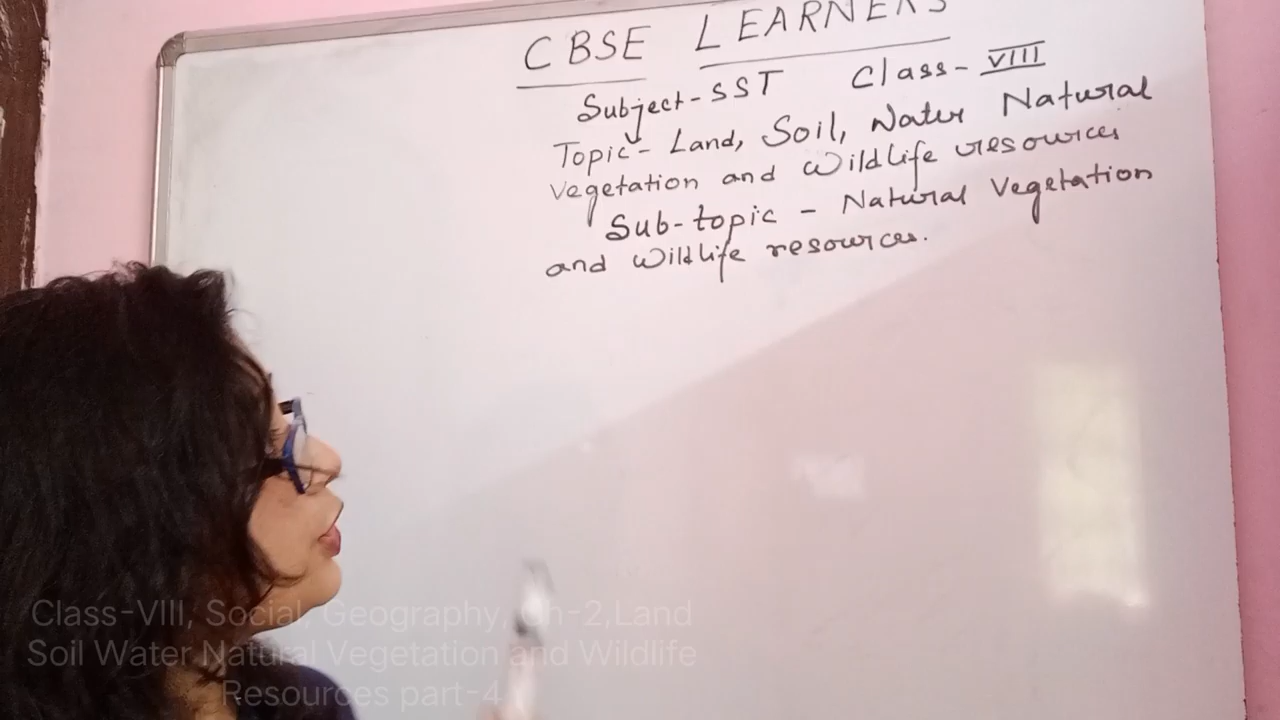 CBSE LEARNERS
Subject-SST Class-VIII
Topic- Land, Soil, Water Natural
vegetation and Wildlife resources
Sub-topic - Natural Vegetation
and Wildlife resources.
Class-VIII, Social, Geography, Ch-2,Land
Soil Water Natural Vegetation and Wildlife
Resources part-4